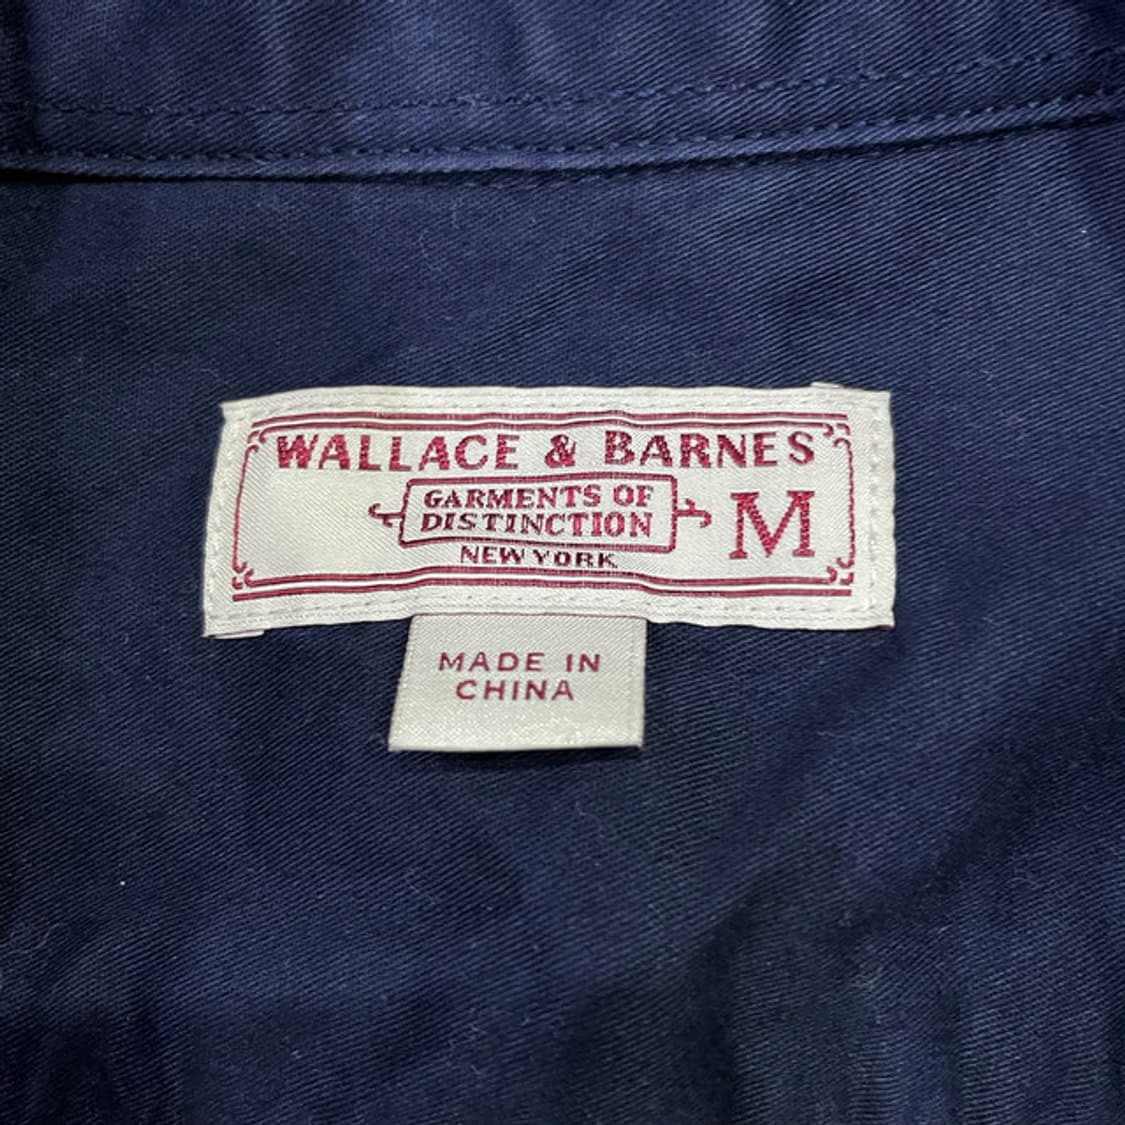 WALLACE & BARNES
GARMENTS OF
DISTINCTION
NEW YORK
M
MADE IN
CHINA